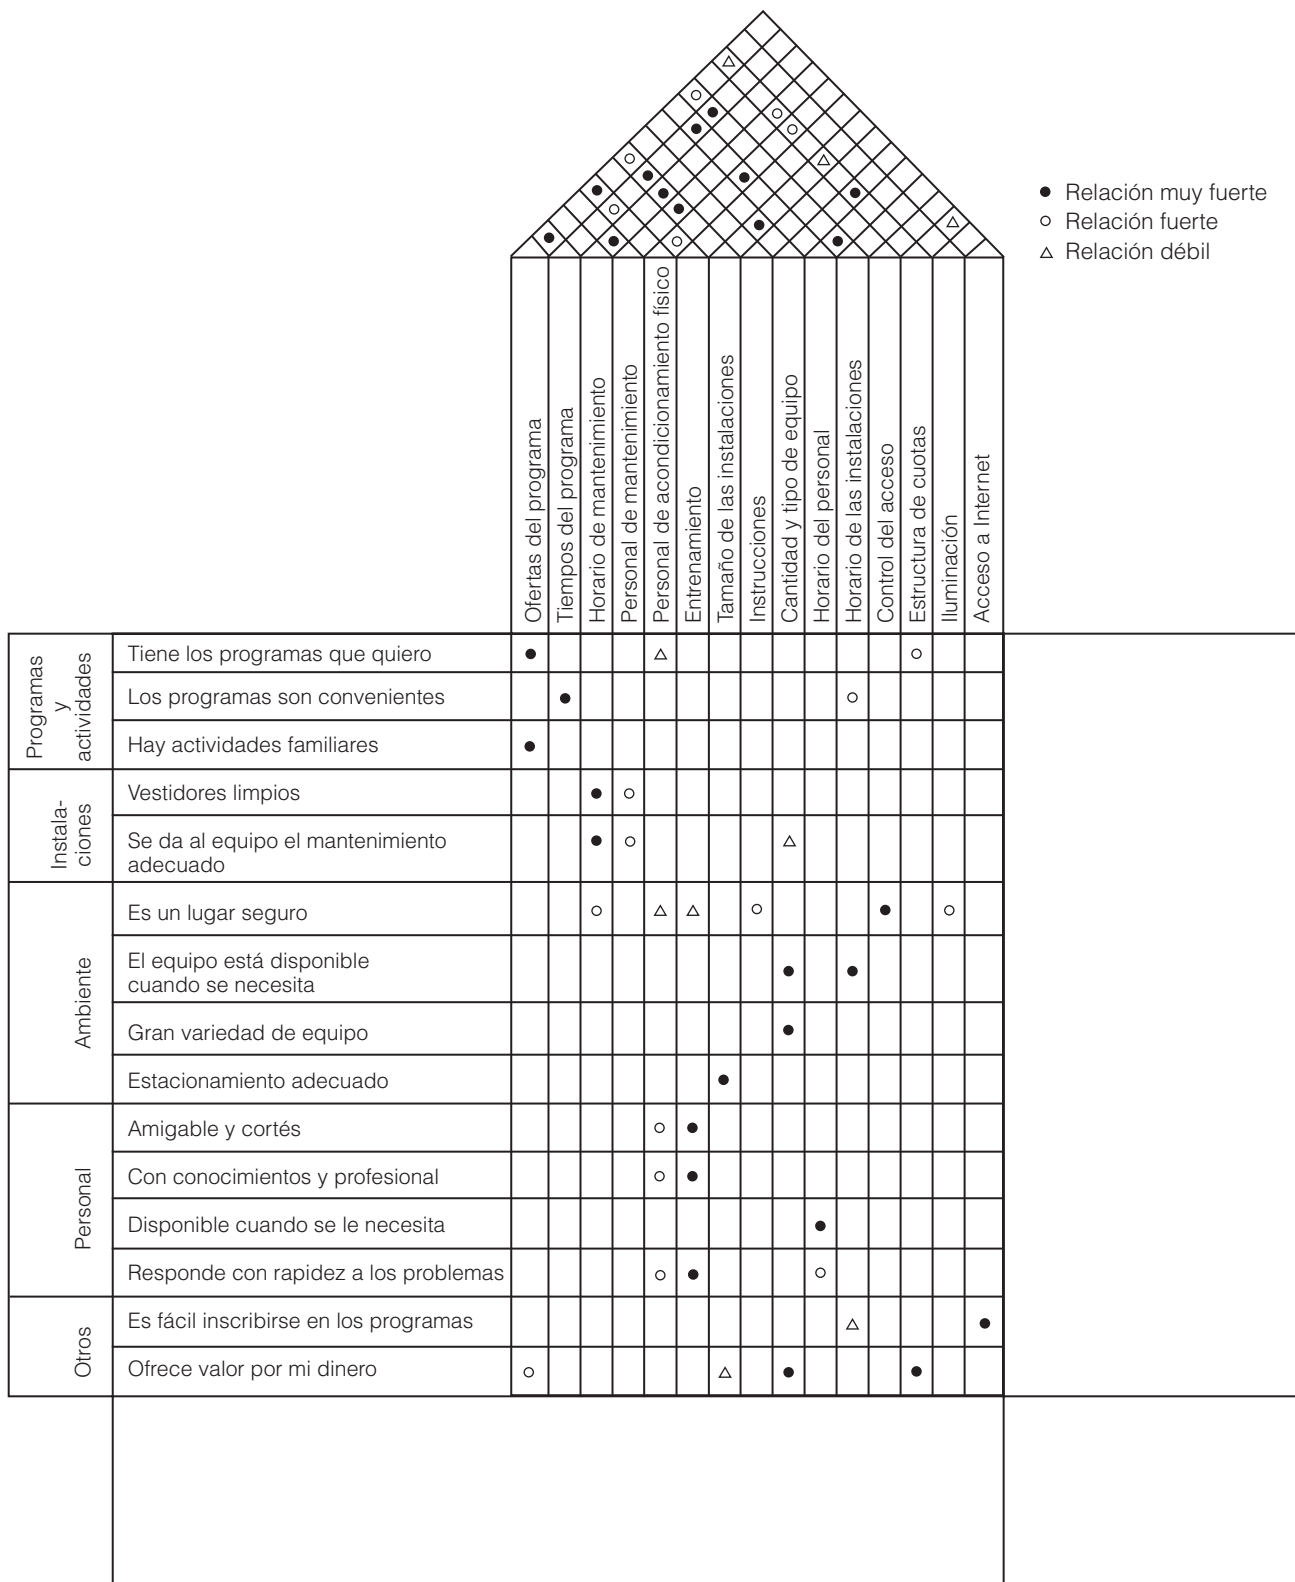 Relación muy fuerte
Relación fuerte
Relación débil
Ofertas del programa
Tiempos del programa
Horario de mantenimiento
Personal de mantenimiento
Personal de acondicionamiento físico
Entrenamiento
Tamaño de las instalaciones
Instrucciones
Cantidad y tipo de equipo
Horario del personal
Horario de las instalaciones
Control del acceso
Estructura de cuotas
Iluminación
Acceso a Internet
Programas
y
actividades
Tiene los programas que quiero
Los programas son convenientes
Hay actividades familiares
Instala-
ciones
Vestidores limpios
Se da al equipo el mantenimiento
adecuado
Ambiente
Es un lugar seguro
El equipo está disponible
cuando se necesita
Gran variedad de equipo
Estacionamiento adecuado
Personal
Amigable y cortés
Con conocimientos y profesional
Disponible cuando se le necesita
Responde con rapidez a los problemas
Otros
Es fácil inscribirse en los programas
Ofrece valor por mi dinero